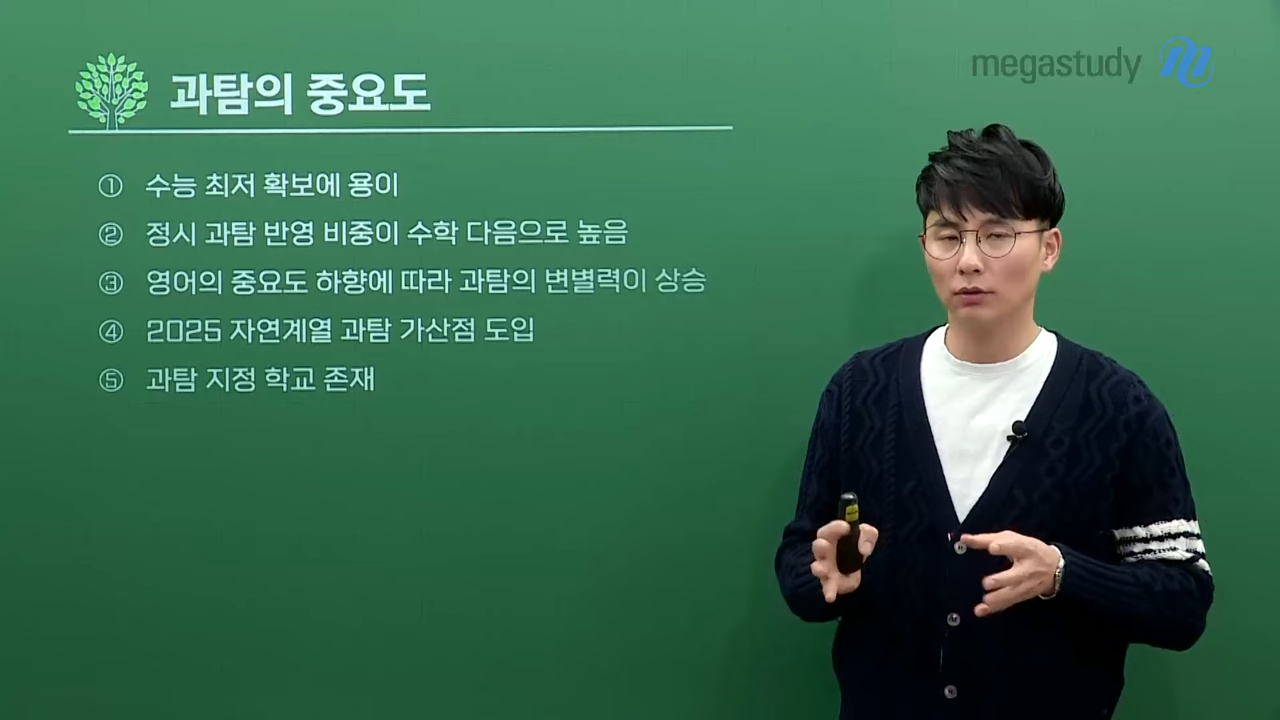 과탐의 중요도
megastudy
① 수능 최저 확보에 용이
② 정시 과탐 반영 비중이 수학 다음으로 높음
③ 영어의 중요도 하향에 따라 과탐의 변별력이 상승
④ 2025 자연계열 과탐 가산점 도입
⑤ 과탐 지정 학교 존재